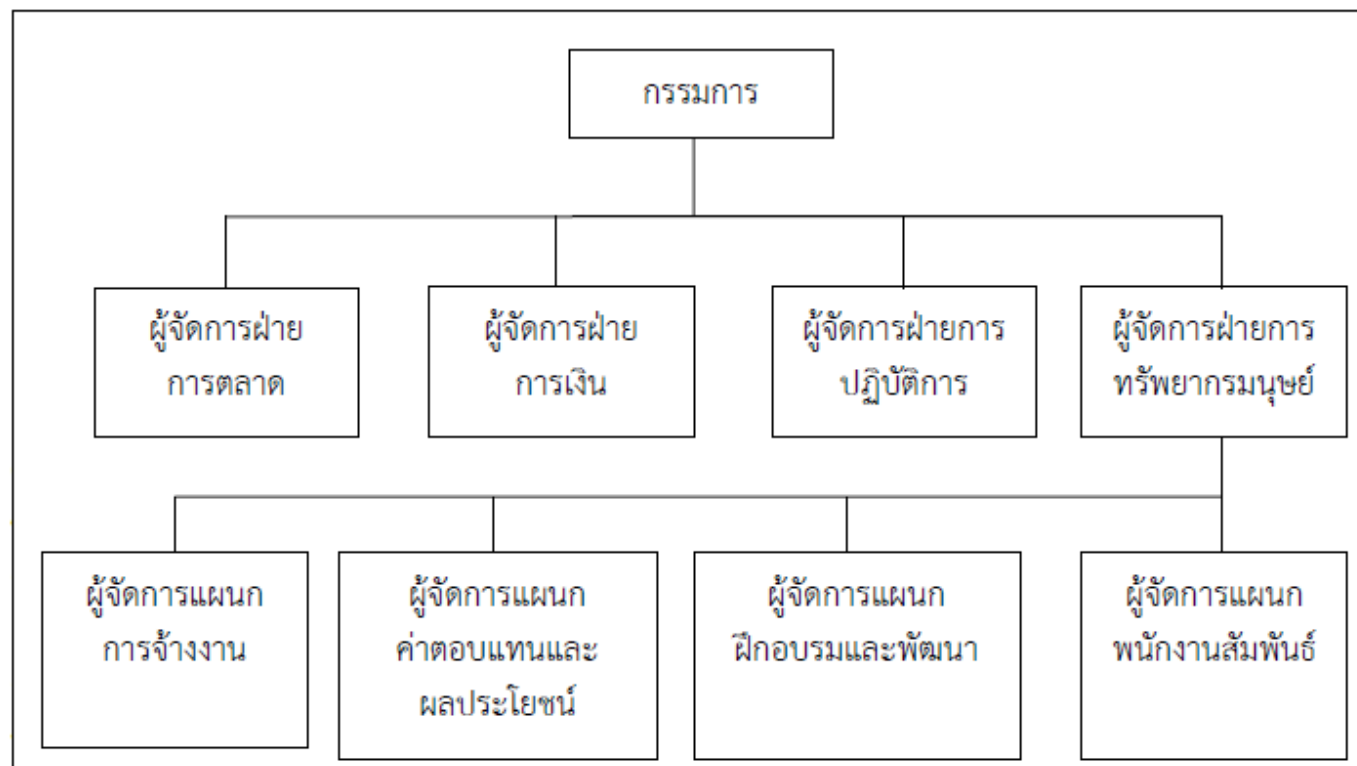 กรรมการ
ผู้จัดการฝ่าย
การตลาด
ผู้จัดการฝ่าย
การเงิน
ผู้จัดการฝ่ายการ
ปฏิบัติการ
ผู้จัดการฝ่ายการ
ทรัพยากรมนุษย์
ผู้จัดการแผนก
การจ้างงาน
ผู้จัดการแผนก
ค่าตอบแทนและ
ผลประโยชน์
ผู้จัดการแผนก
ฝึกอบรมและพัฒนา
ผู้จัดการแผนก
พนักงานสัมพันธ์